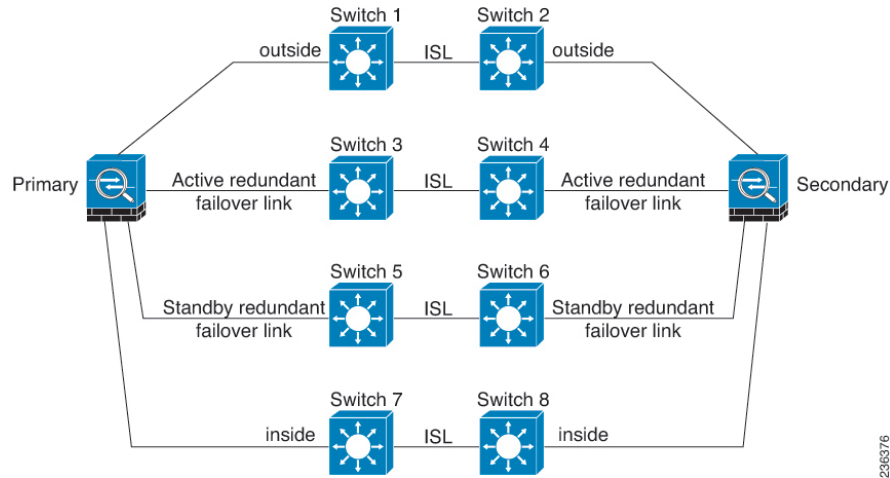 Switch 1
Switch 2
outside
ISL
outside
Switch 3
Switch 4
Primary
Active redundant
failover link
ISL
Active redundant
failover link
Secondary
Switch 5
Switch 6
Standby redundant
failover link
ISL
Standby redundant
failover link
Switch 7
Switch 8
inside
ISL
inside
236376